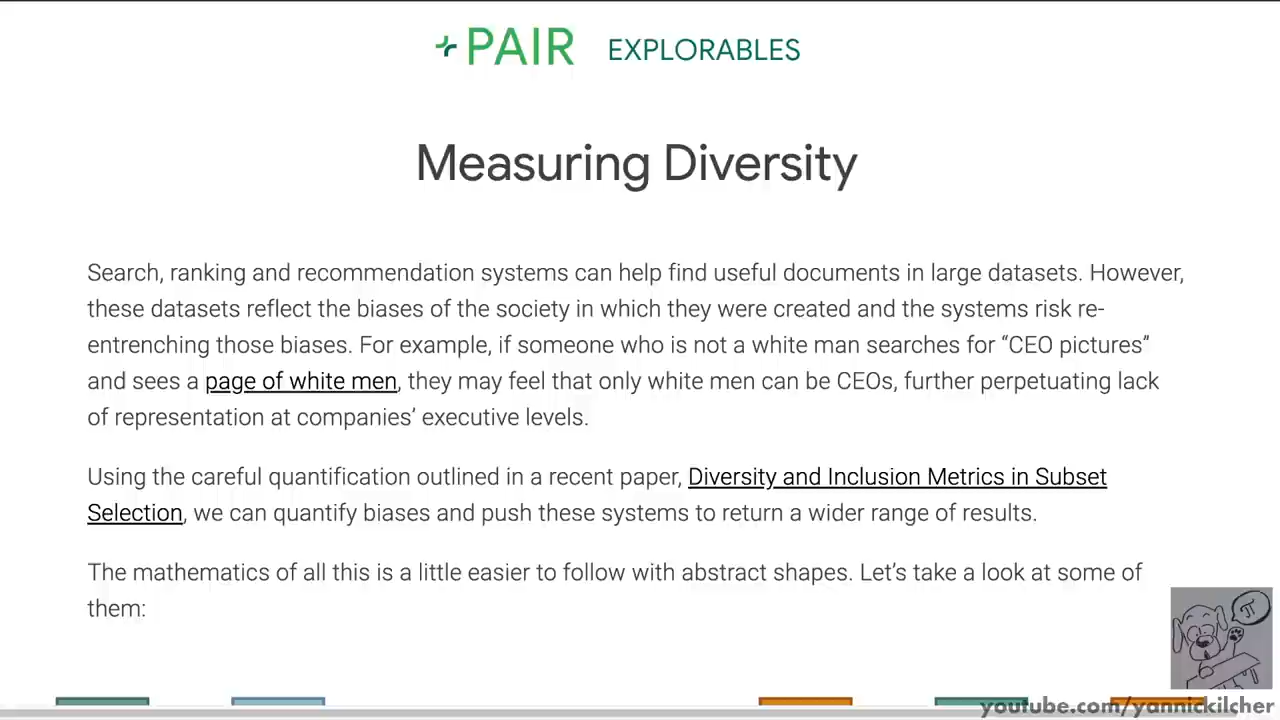 PAIR EXPLORABLES
Measuring Diversity
Search, ranking and recommendation systems can help find useful documents in large datasets. However,
these datasets reflect the biases of the society in which they were created and the systems risk re-
entrenching those biases. For example, if someone who is not a white man searches for “CEO pictures”
and sees a page of white men, they may feel that only white men can be CEOs, further perpetuating lack
of representation at companies’ executive levels.
Using the careful quantification outlined in a recent paper, Diversity and Inclusion Metrics in Subset
Selection, we can quantify biases and push these systems to return a wider range of results.
The mathematics of all this is a little easier to follow with abstract shapes. Let’s take a look at some of
them:
π
youtube.com/yannickilcher